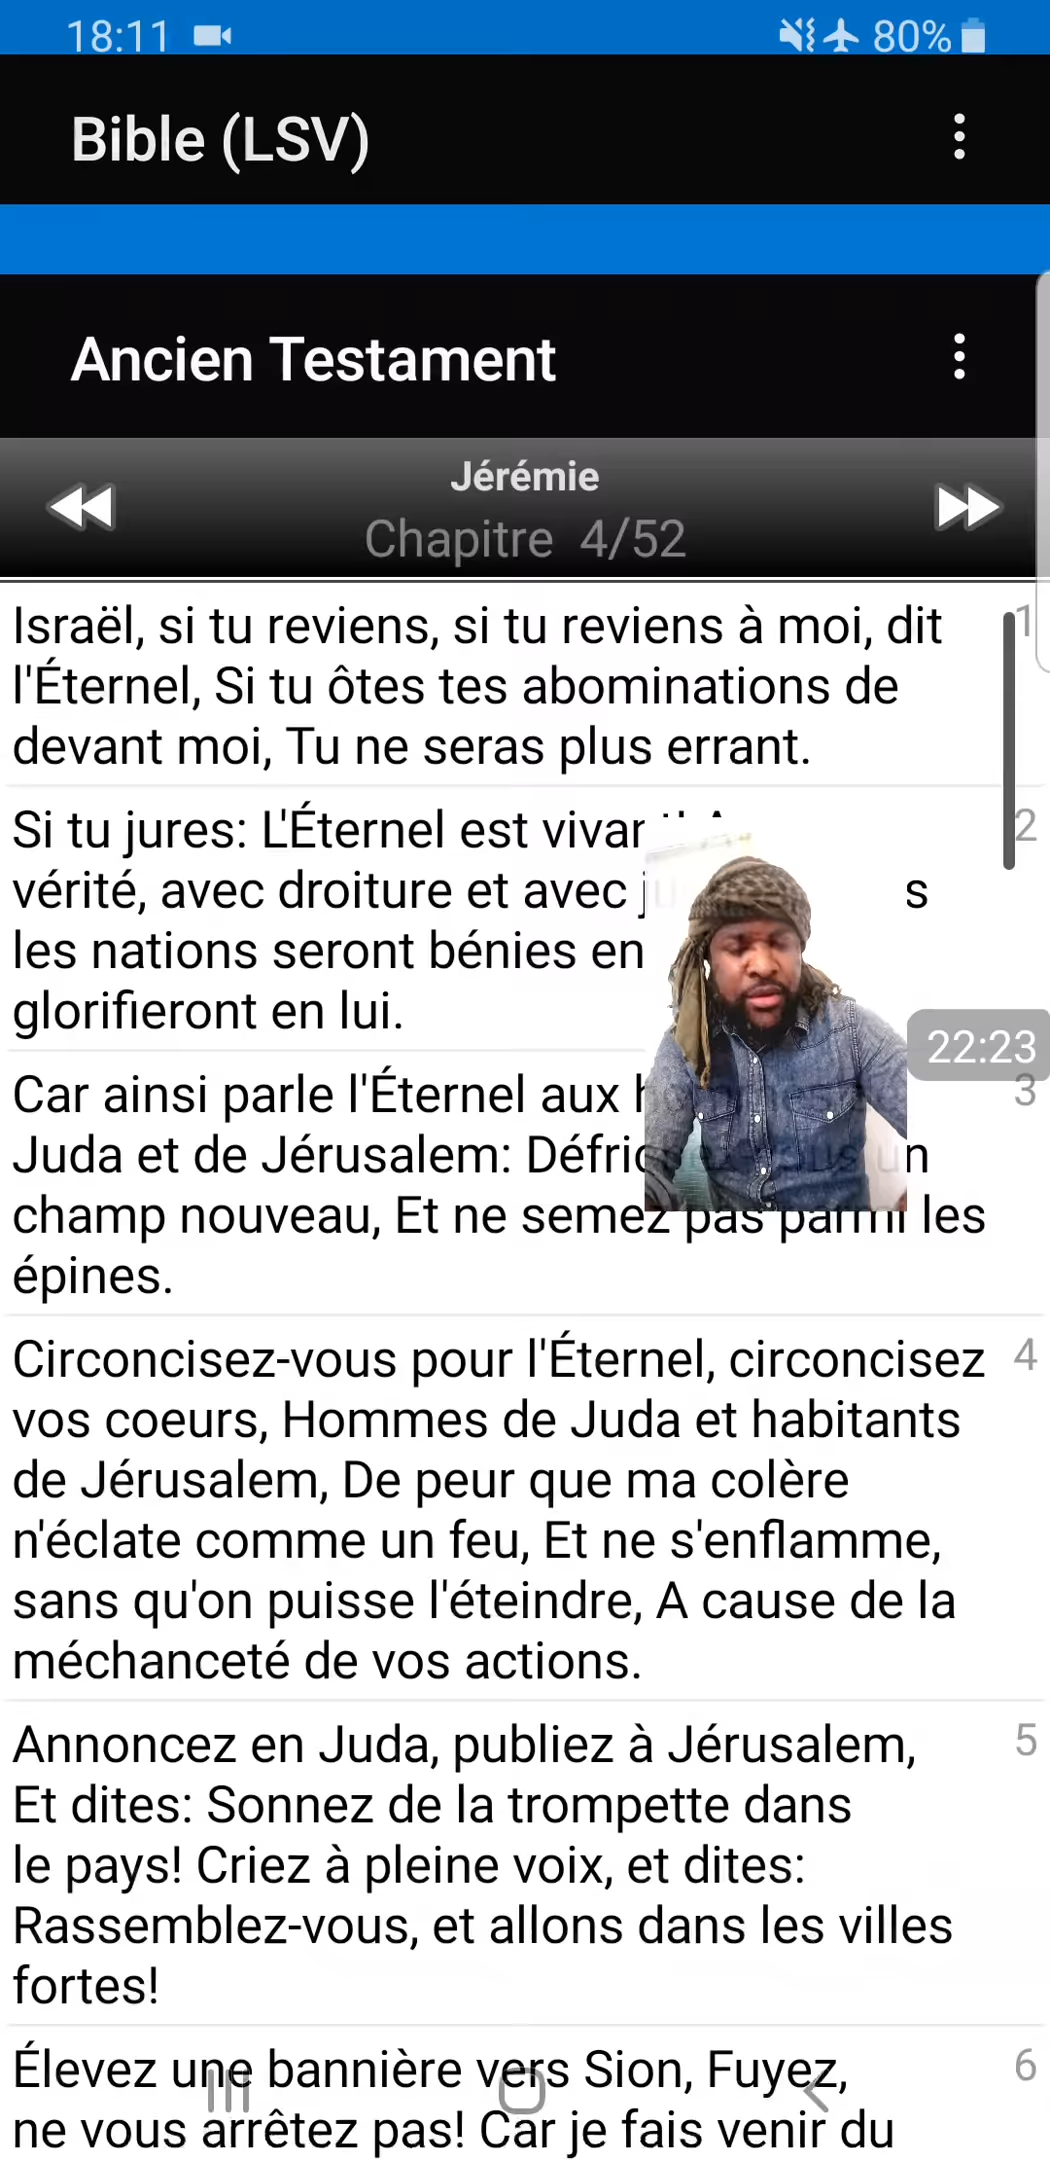 18:11
80%
Bible (LSV)
Ancien Testament
Jérémie
Chapitre 4/52
Israël, si tu reviens, si tu reviens à moi, dit 1
l'Éternel, Si tu ôtes tes abominations de
devant moi, Tu ne seras plus errant.
Si tu jures: L'Éternel est 2
vérité, avec droiture et avec
les nations seront bénies en
glorifieront en lui.
22:23
Car ainsi parle l'Éternel aux 3
Juda et de Jérusalem:
champ nouveau, Et ne semez pas parmi les
épines.
Circoncisez-vous pour l'Éternel, circoncisez 4
vos coeurs, Hommes de Juda et habitants
de Jérusalem, De peur que ma colère
n'éclate comme un feu, Et ne s'enflamme,
sans qu'on puisse l'éteindre, A cause de la
méchanceté de vos actions.
Annoncez en Juda, publiez à Jérusalem, 5
Et dites: Sonnez de la trompette dans
le pays! Criez à pleine voix, et dites:
Rassemblez-vous, et allons dans les villes
fortes!
Élevez une bannière vers Sion, Fuyez, 6
ne vous arrêtez pas! Car je fais venir du